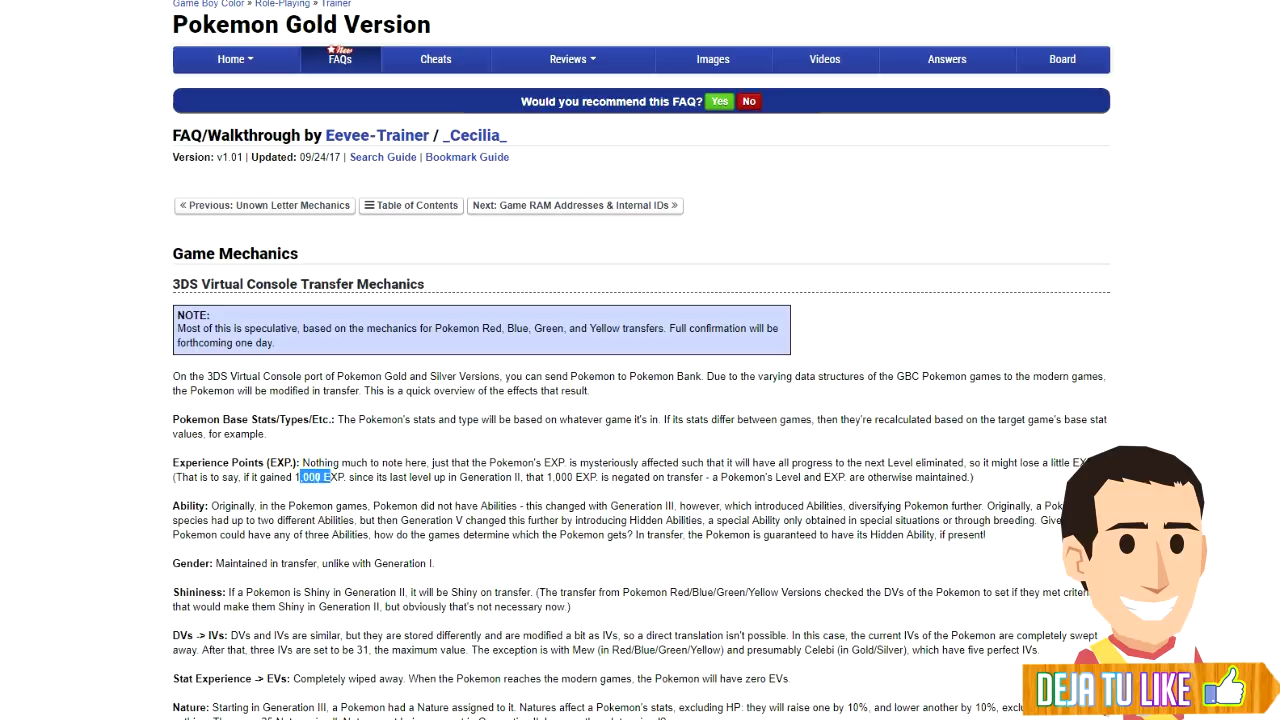 Game Boy Color » Role-Playing » Trainer
Pokemon Gold Version
Home New FAQs Cheats Reviews Images Videos Answers Board
Would you recommend this FAQ? Yes No
FAQ/Walkthrough by Eevee-Trainer / _Cecilia_
Version: v1.01 | Updated: 09/24/17 | Search Guide | Bookmark Guide
« Previous: Unown Letter Mechanics Table of Contents Next: Game RAM Addresses & Internal IDs »
Game Mechanics
3DS Virtual Console Transfer Mechanics
NOTE:
Most of this is speculative, based on the mechanics for Pokemon Red, Blue, Green, and Yellow transfers. Full confirmation will be
forthcoming one day.
On the 3DS Virtual Console port of Pokemon Gold and Silver Versions, you can send Pokemon to Pokemon Bank. Due to the varying data structures of the GBC Pokemon games to the modern games,
the Pokemon will be modified in transfer. This is a quick overview of the effects that result.
Pokemon Base Stats/Types/Etc.: The Pokemon's stats and type will be based on whatever game it's in. If its stats differ between games, then they're recalculated based on the target game's base stat
values, for example.
Experience Points (EXP.): Nothing much to note here, just that the Pokemon's EXP. is mysteriously affected such that it will have all progress to the next Level eliminated, so it might lose a little
(That is to say, if it gained 1,000 EXP. since its last level up in Generation II, that 1,000 EXP. is negated on transfer - a Pokemon's Level and EXP. are otherwise maintained.)
Ability: Originally, in the Pokemon games, Pokemon did not have Abilities - this changed with Generation III, however, which introduced Abilities, diversifying Pokemon further. Originally, a
species had up to two different Abilities, but then Generation V changed this further by introducing Hidden Abilities, a special Ability only obtained in special situations or through breeding.
Pokemon could have any of three Abilities, how do the games determine which the Pokemon gets? In transfer, the Pokemon is guaranteed to have its Hidden Ability, if present!
Gender: Maintained in transfer, unlike with Generation I.
Shininess: If a Pokemon is Shiny in Generation II, it will be Shiny on transfer. (The transfer from Pokemon Red/Blue/Green/Yellow Versions checked the DVs of the Pokemon to set if they met
that would make them Shiny in Generation II, but obviously that's not necessary now.)
DVs -> IVs: DVs and IVs are similar, but they are stored differently and are modified a bit as IVs, so a direct translation isn't possible. In this case, the current IVs of the Pokemon are completely swept
away. After that, three IVs are set to be 31, the maximum value. The exception is with Mew (in Red/Blue/Green/Yellow) and presumably Celebi (in Gold/Silver), which have five perfect IVs.
Stat Experience -> EVs: Completely wiped away. When the Pokemon reaches the modern games, the Pokemon will have zero EVs.
Nature: Starting in Generation III, a Pokemon had a Nature assigned to it. Natures affect a Pokemon's stats, excluding HP: they will raise one by 10%, and lower another by 10%,
DEJA TU LIKE